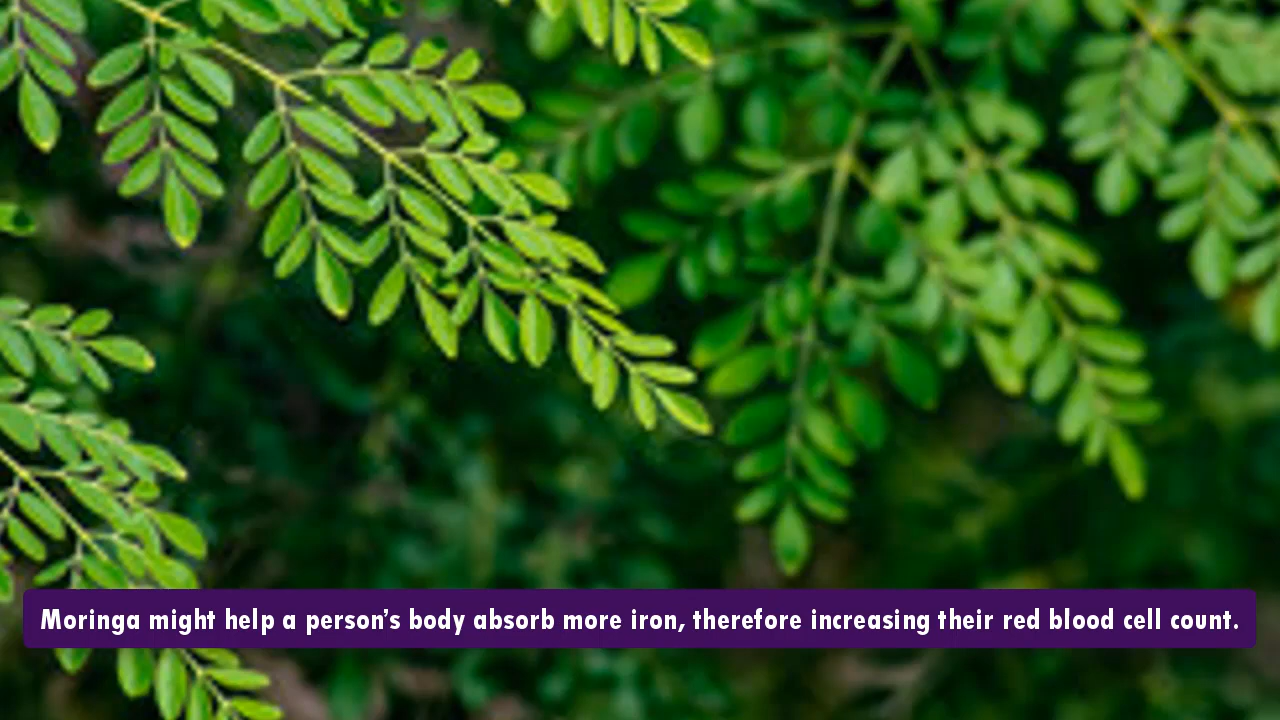 Moringa might help a person’s body absorb more iron, therefore increasing their red blood cell count.